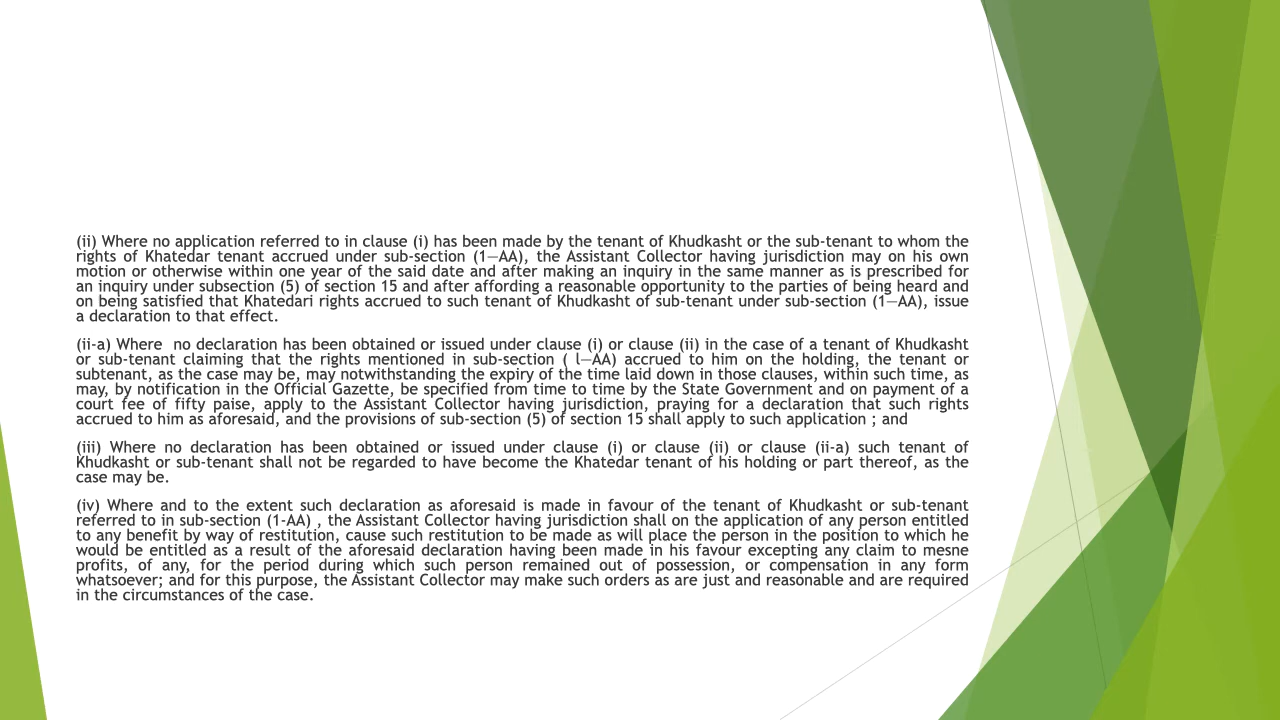 (ii) Where no application referred to in clause (i) has been made by the tenant of Khudkasht or the sub-tenant to whom the
rights of Khatedar tenant accrued under sub-section (1—AA), the Assistant Collector having jurisdiction may on his own
motion or otherwise within one year of the said date and after making an inquiry in the same manner as is prescribed for
an inquiry under subsection (5) of section 15 and after affording a reasonable opportunity to the parties of being heard and
on being satisfied that Khatedari rights accrued to such tenant of Khudkasht of sub-tenant under sub-section (1—AA), issue
a declaration to that effect.
(ii-a) Where no declaration has been obtained or issued under clause (i) or clause (ii) in the case of a tenant of Khudkasht
or sub-tenant claiming that the rights mentioned in sub-section ( l—AA) accrued to him on the holding, the tenant or
subtenant, as the case may be, may notwithstanding the expiry of the time laid down in those clauses, within such time, as
may, by notification in the Official Gazette, be specified from time to time by the State Government and on payment of a
court fee of fifty paise, apply to the Assistant Collector having jurisdiction, praying for a declaration that such rights
accrued to him as aforesaid, and the provisions of sub-section (5) of section 15 shall apply to such application ; and
(iii) Where no declaration has been obtained or issued under clause (i) or clause (ii) or clause (ii-a) such tenant of
Khudkasht or sub-tenant shall not be regarded to have become the Khatedar tenant of his holding or part thereof, as the
case may be.
(iv) Where and to the extent such declaration as aforesaid is made in favour of the tenant of Khudkasht or sub-tenant
referred to in sub-section (1-AA) , the Assistant Collector having jurisdiction shall on the application of any person entitled
to any benefit by way of restitution, cause such restitution to be made as will place the person in the position to which he
would be entitled as a result of the aforesaid declaration having been made in his favour excepting any claim to mesne
profits, of any, for the period during which such person remained out of possession, or compensation in any form
whatsoever; and for this purpose, the Assistant Collector may make such orders as are just and reasonable and are required
in the circumstances of the case.